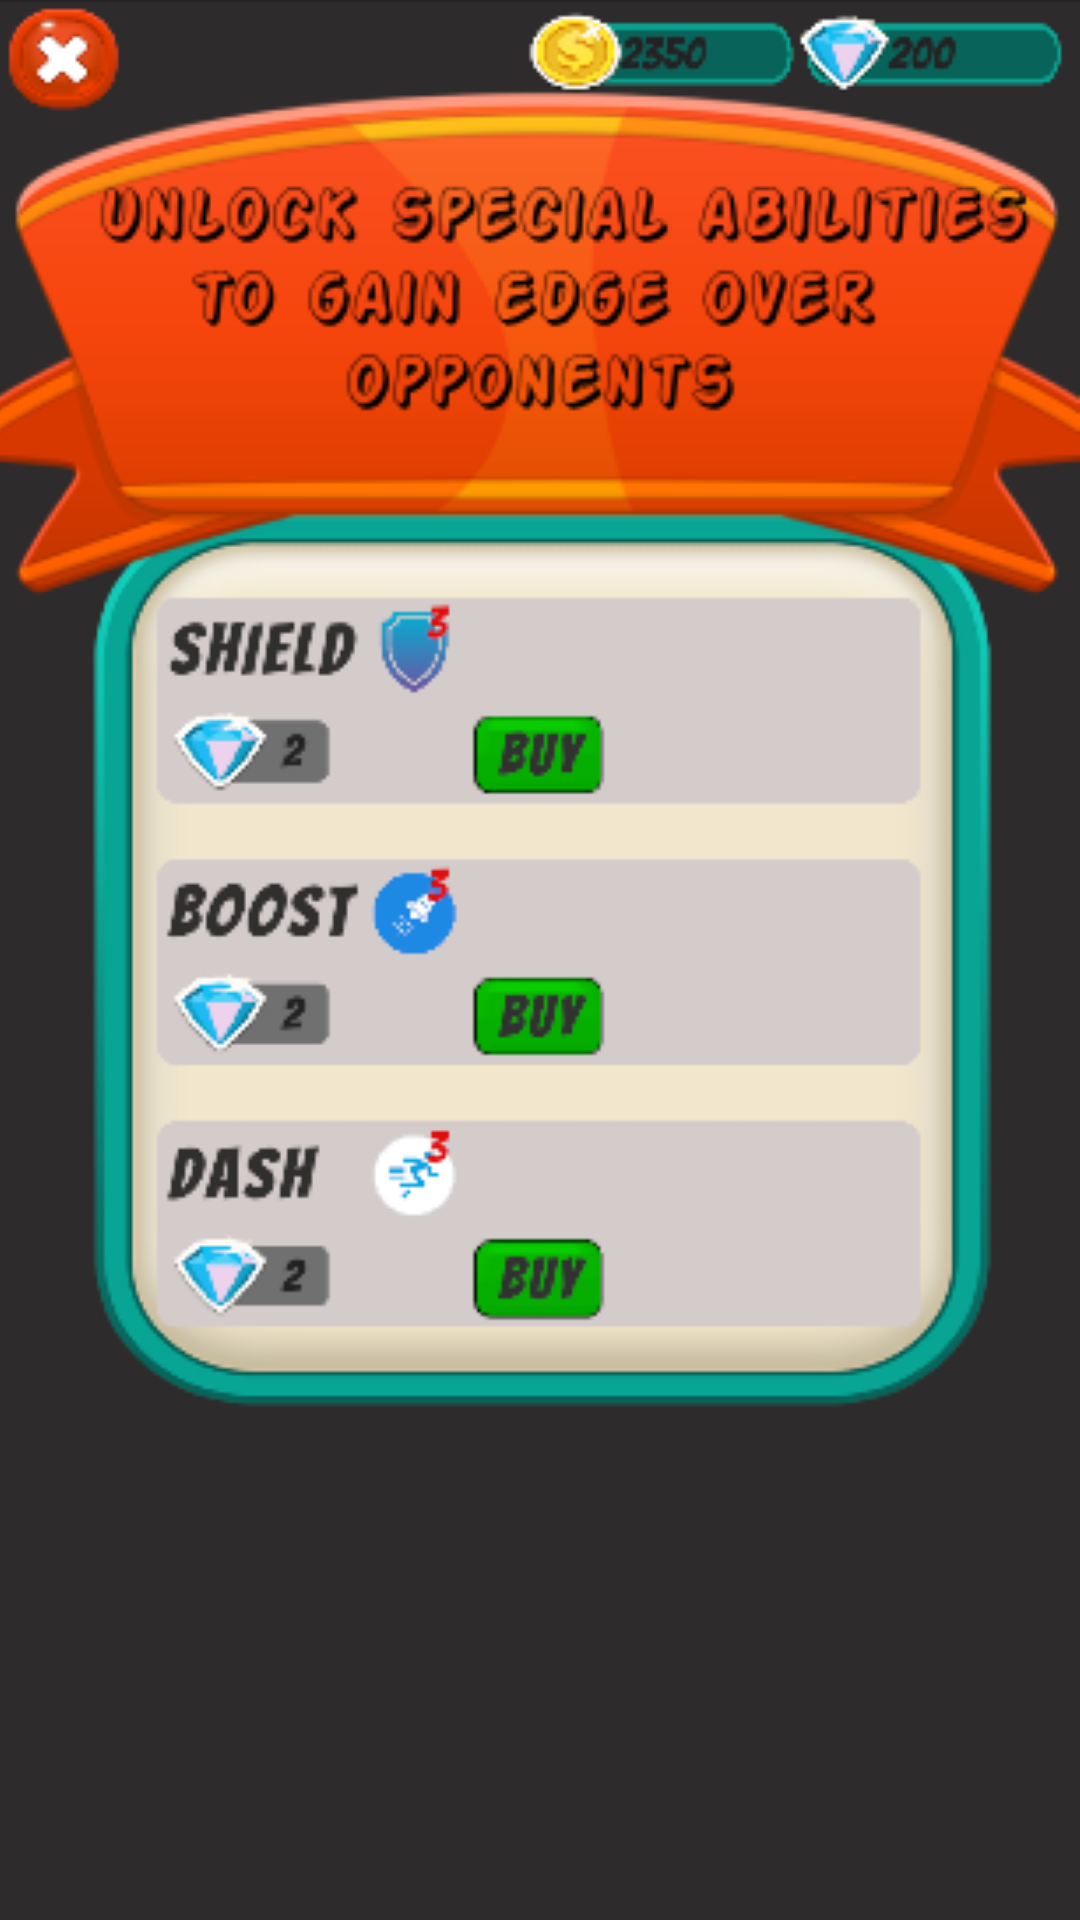 2350
200
UNLOCK SPECIAL ABILITIES
TO GAIN EDGE OVER
OPPONENTS
SHIELD 3
2 BUY
BOOST 3
2 BUY
DASH 3
2 BUY